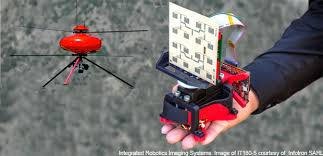 Integrated Robotics Imaging Systems. Image of IT180-5 courtesy of Infotron SARL